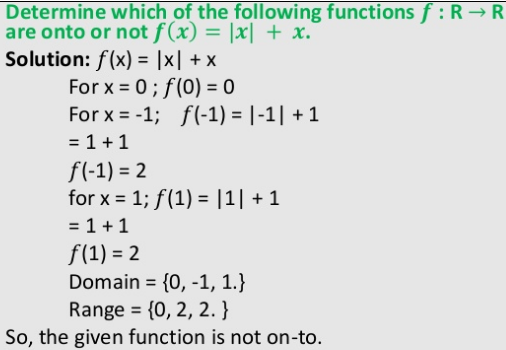 Determine which of the following functions f : R → R
are onto or not f(x) = |x| + x.
Solution: f(x) = |x| + x
For x = 0 ; f(0) = 0
For x = -1; f(-1) = |-1| + 1
= 1 + 1
f(-1) = 2
for x = 1; f(1) = |1| + 1
= 1 + 1
f(1) = 2
Domain = {0, -1, 1.}
Range = {0, 2, 2. }
So, the given function is not on-to.